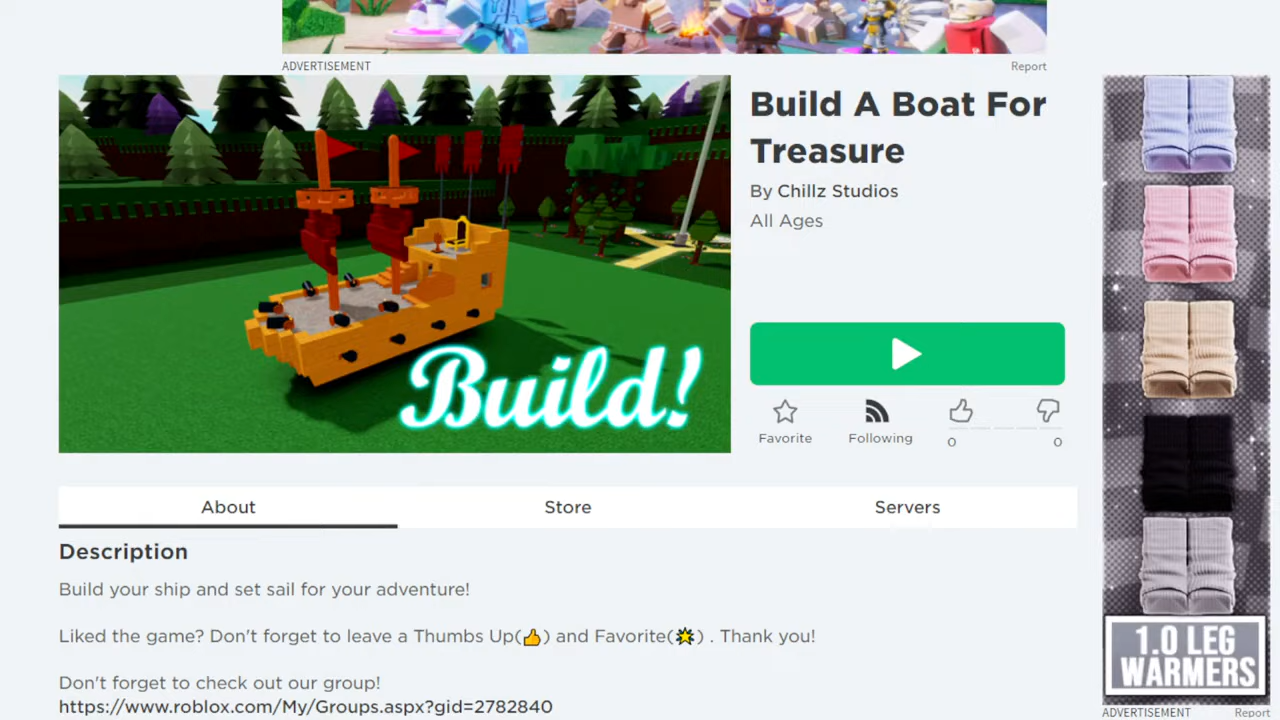 ADVERTISEMENT
Report
Build!
Build A Boat For
Treasure
By Chillz Studios
All Ages
Favorite
Following
0
0
About
Store
Servers
Description
Build your ship and set sail for your adventure!
Liked the game? Don't forget to leave a Thumbs Up(👍) and Favorite(🌟) . Thank you!
Don't forget to check out our group!
https://www.roblox.com/My/Groups.aspx?gid=2782840
1.0 LEG
WARMERS
ADVERTISEMENT
Report